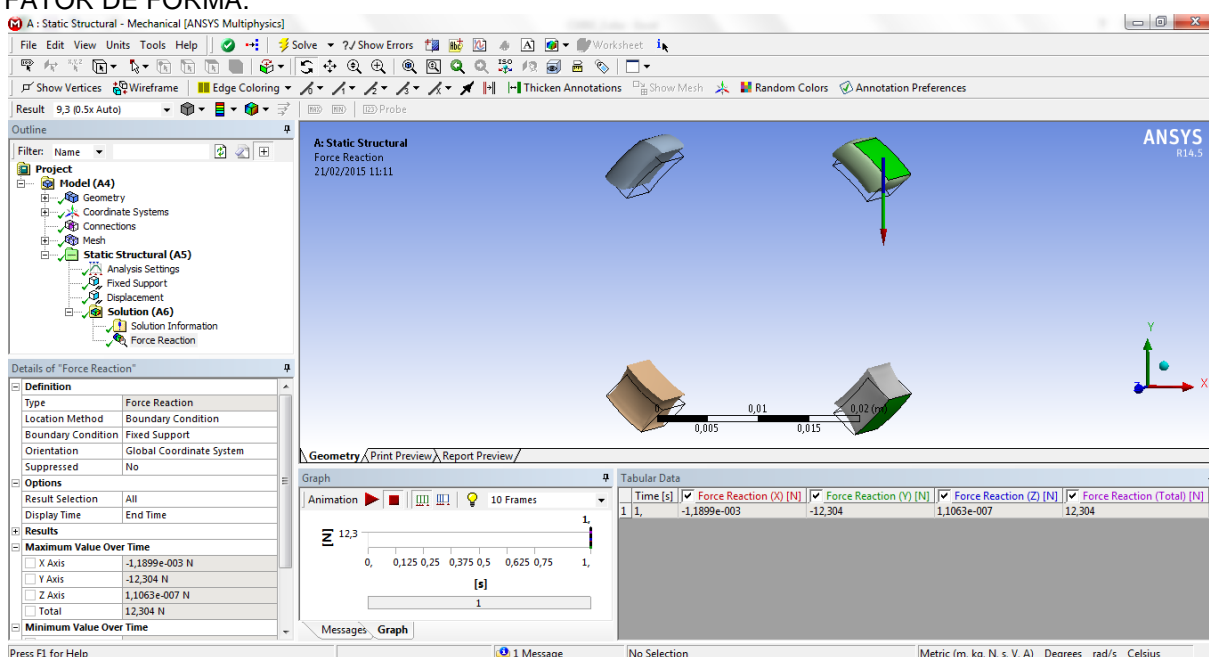 FATOR DE FORMA:
A : Static Structural - Mechanical [ANSYS Multiphysics]
File Edit View Units Tools Help Solve ?/ Show Errors Worksheet
Show Vertices Wireframe Edge Coloring Thicken Annotations Show Mesh Random Colors Annotation Preferences
Result 9,3 (0.5x Auto) Probe
Outline
Filter: Name
Project
Model (A4)
Geometry
Coordinate Systems
Connections
Mesh
Static Structural (A5)
Analysis Settings
Fixed Support
Displacement
Solution (A6)
Solution Information
Force Reaction
Details of "Force Reaction"
Definition
Type Force Reaction
Location Method Boundary Condition
Boundary Condition Fixed Support
Orientation Global Coordinate System
Suppressed No
Options
Result Selection All
Display Time End Time
Results
Maximum Value Over Time
X Axis -1,1899e-003 N
Y Axis -12,304 N
Z Axis 1,1063e-007 N
Total 12,304 N
Minimum Value Over Time
A: Static Structural
Force Reaction
21/02/2015 11:11
ANSYS
R14.5
Y
X
0 0,01 0,02 (m)
0,005 0,015
Geometry Print Preview Report Preview
Graph
Animation 10 Frames
1,
[N] 12,3
0, 0,125 0,25 0,375 0,5 0,625 0,75 1,
[s]
1
Messages Graph
Tabular Data
Time [s] Force Reaction (X) [N] Force Reaction (Y) [N] Force Reaction (Z) [N] Force Reaction (Total) [N]
1 1, -1,1899e-003 -12,304 1,1063e-007 12,304
Press F1 for Help 1 Message No Selection Metric (m, kg, N, s, V, A) Degrees rad/s Celsius